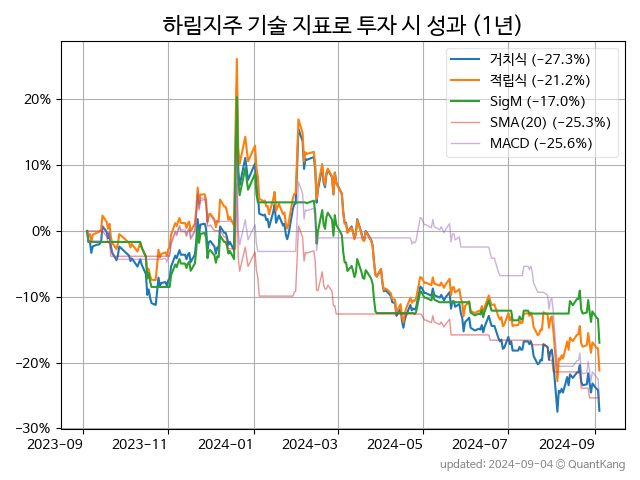 하림지주 기술 지표로 투자 시 성과 (1년)
거치식 (−27.3%)
적립식 (−21.2%)
SigM (−17.0%)
SMA(20) (−25.3%)
MACD (−25.6%)
20%
10%
0%
−10%
−20%
−30%
2023-09 2023-11 2024-01 2024-03 2024-05 2024-07 2024-09
updated: 2024-09-04 © QuantKang